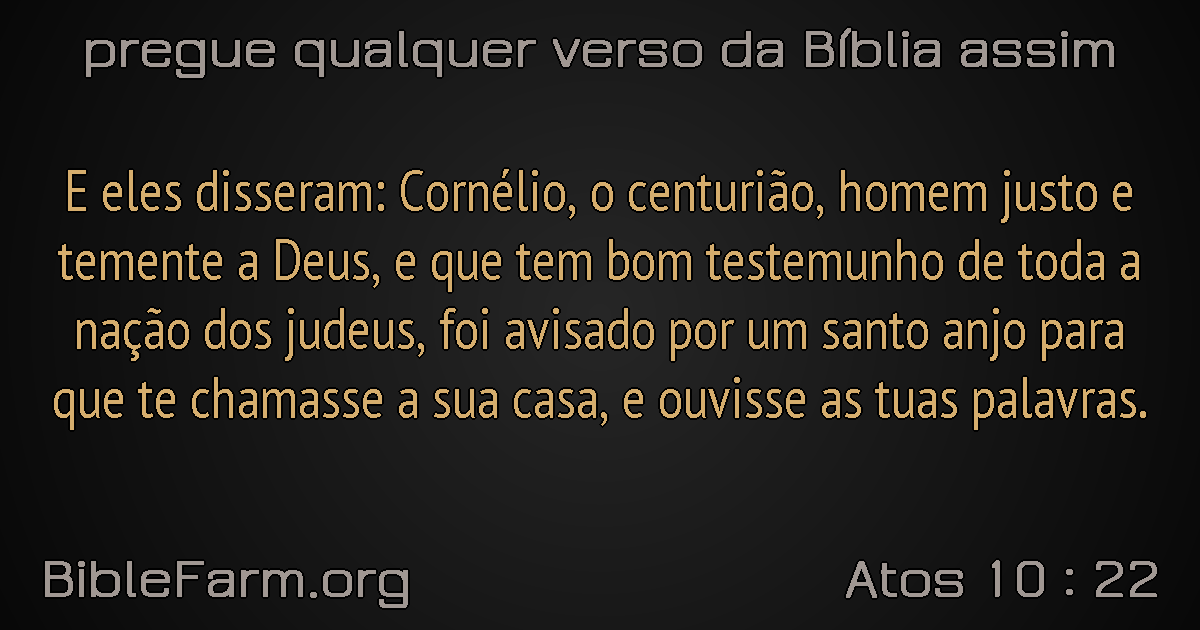 pregue qualquer verso da Bíblia assim
E eles disseram: Cornélio, o centurião, homem justo e
temente a Deus, e que tem bom testemunho de toda a
nação dos judeus, foi avisado por um santo anjo para
que te chamasse a sua casa, e ouvisse as tuas palavras.
BibleFarm.org
Atos 10 : 22